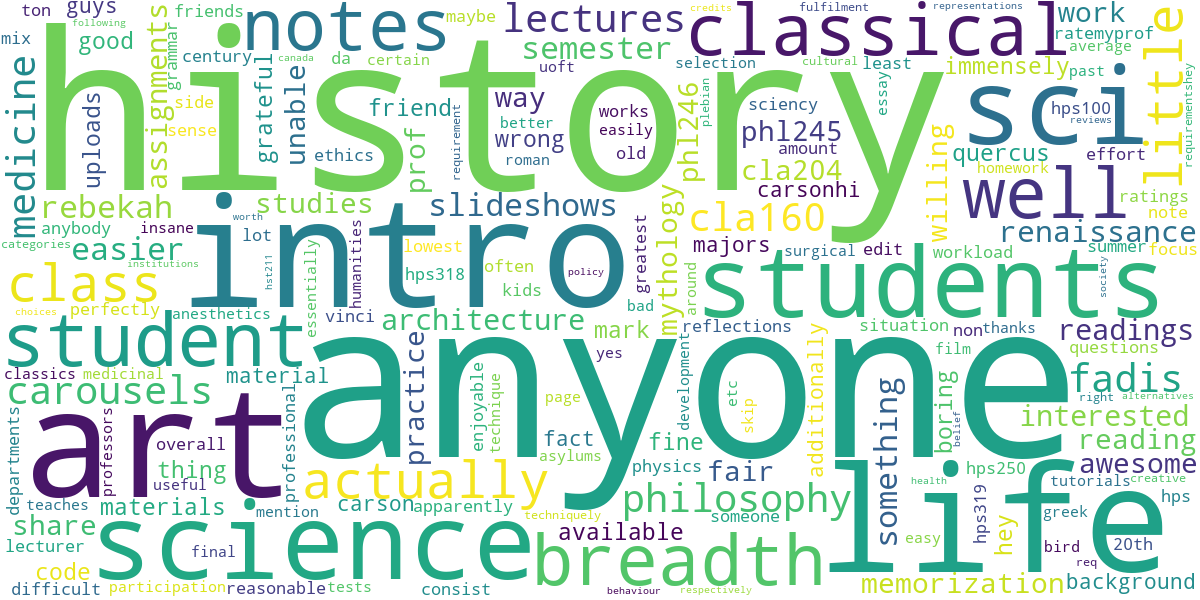 ton
guys
following
friends
mix
good
century
grammar
notes
da
certain
maybe
lectures
semester
uoft
classical
credits
fulfilment
selection
least
cultural
representations
work
ratemyprof
average
past
little
history
medicine
uploads
assignments
side
sense
grateful
unable
ethics
friend
prof
canada
requirement
way
better
wrong
roman
works
easily
old
phl246
plebian
sciency
phl245
amount
cla204
carsonhi
essay
immensely
sci
hps100
reviews
quercus
effort
homework
requirementshey
ratings
note
focus
rebekah
anybody
insane
studies
slideshows
cla160
majors
surgical
edit
willing
well
renaissance
summer
workload
categories
easier
institutions
worth
lot
hst211
intro
essentially
humanities
lowest
hps318
often
kids
policy
greatest
bad
mythology
around
students
society
class
choices
perfectly
anesthetics
vinci
architecture
mark
yes
reflections
development
additionally
situation
non
thanks
film
readings
questions
student
classics
medicinal
carousels
material
practice
enjoyable
technique
page
fact
asylums
fine
physics
etc
skip
anyone
something
boring
belief
fadis
right
alternatives
interested
reading
art
departments
professors
overall
thing
useful
professional
actually
fair
philosophy
hps250
awesome
tutorials
creative
teaches
materials
mention
carson
apparently
techniquely
someone
available
health
hps319
greek
hps
share
lecturer
science
final
breadth
life
easy
hey
bird
20th
req
code
difficult
participation
reasonable
tests
consist
behaviour
respectively
memorization
background